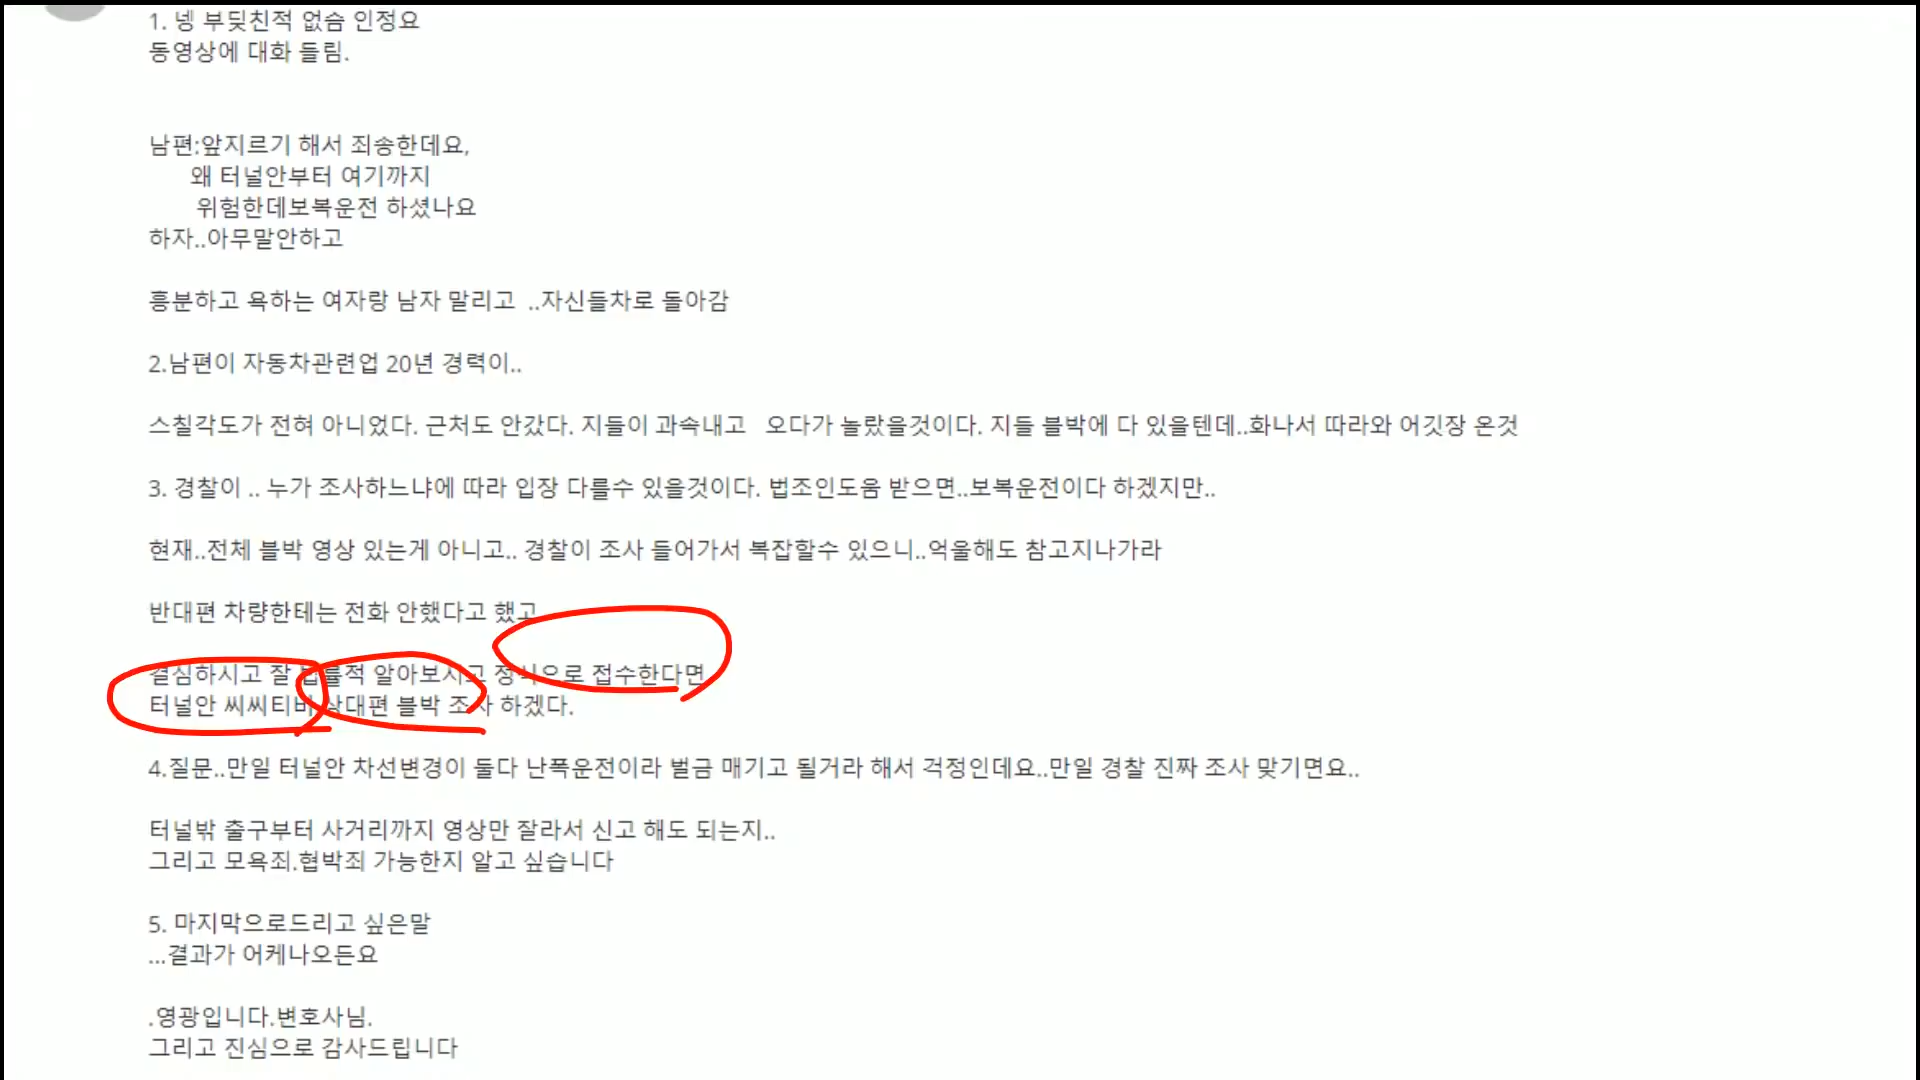 1. 넹 부딪친적 없슴 인정요
동영상에 대화 들림.
남편:앞지르기 해서 죄송한데요,
왜 터널안부터 여기까지
위험한데보복운전 하셨나요
하자..아무말안하고
흥분하고 욕하는 여자랑 남자 말리고 ..자신들차로 돌아감
2.남편이 자동차관련업 20년 경력이..
스칠각도가 전혀 아니었다. 근처도 안갔다. 지들이 과속내고 오다가 놀랐을것이다. 지들 블박에 다 있을텐데..화나서 따라와 어깃장 온것
3. 경찰이 .. 누가 조사하느냐에 따라 입장 다를수 있을것이다. 법조인도움 받으면..보복운전이다 하겠지만..
현재..전체 블박 영상 있는게 아니고.. 경찰이 조사 들어가서 복잡할수 있으니..억울해도 참고지나가라
반대편 차량한테는 전화 안했다고 했고
결심하시고 잘 법률적 알아보시고 정식으로 접수한다면
터널안 씨씨티비 상대편 블박 조사 하겠다.
4.질문..만일 터널안 차선변경이 둘다 난폭운전이라 벌금 매기고 될거라 해서 걱정인데요..만일 경찰 진짜 조사 맞기면요..
터널밖 출구부터 사거리까지 영상만 잘라서 신고 해도 되는지..
그리고 모욕죄.협박죄 가능한지 알고 싶습니다
5. 마지막으로드리고 싶은말
...결과가 어케나오든요
.영광입니다.변호사님.
그리고 진심으로 감사드립니다